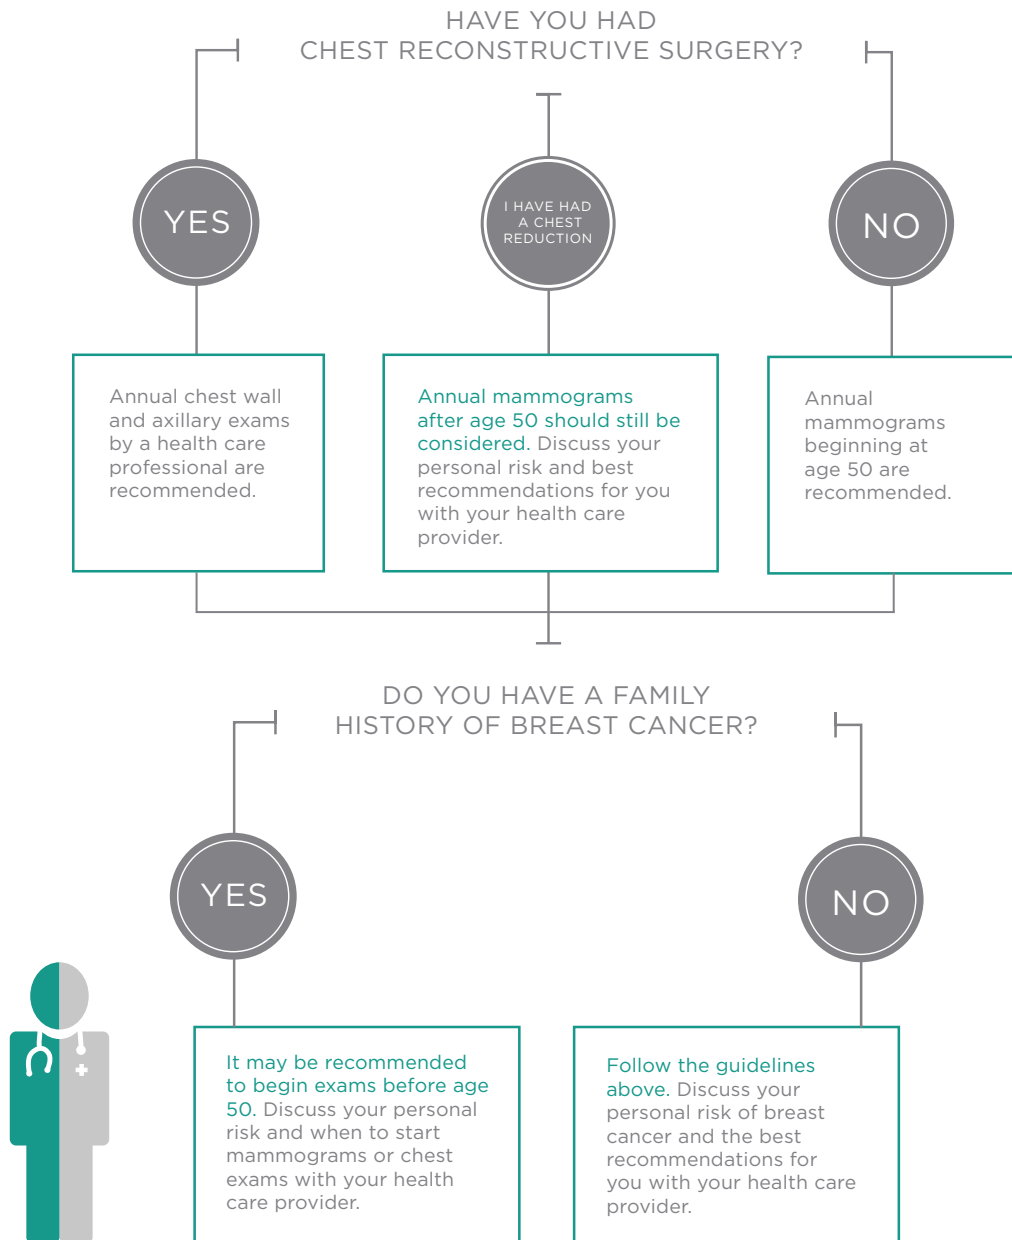 HAVE YOU HAD
CHEST RECONSTRUCTIVE SURGERY?
YES
I HAVE HAD
A CHEST
REDUCTION
NO
Annual chest wall
and axillary exams
by a health care
professional are
recommended.
Annual mammograms
after age 50 should still be
considered. Discuss your
personal risk and best
recommendations for you
with your health care
provider.
Annual
mammograms
beginning at
age 50 are
recommended.
DO YOU HAVE A FAMILY
HISTORY OF BREAST CANCER?
YES
NO
It may be recommended
to begin exams before age
50. Discuss your personal
risk and when to start
mammograms or chest
exams with your health
care provider.
Follow the guidelines
above. Discuss your
personal risk of breast
cancer and the best
recommendations for
you with your health care
provider.